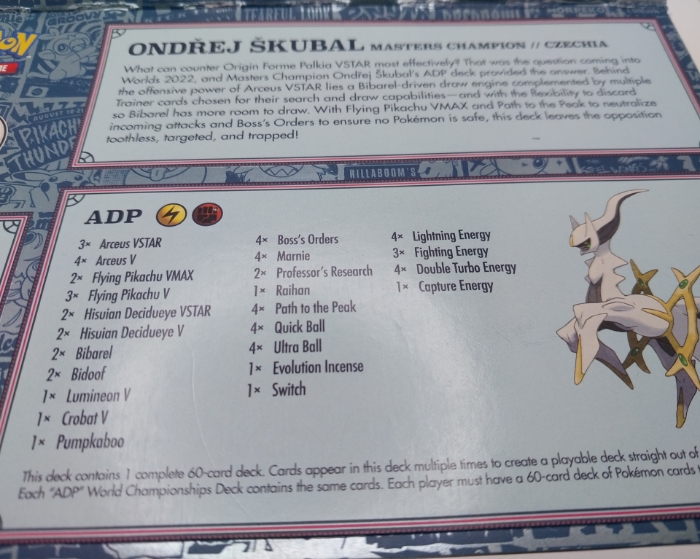 TEARFUL LOOK
GROOVY
ONDŘEJ ŠKUBAL MASTERS CHAMPION // CZECHIA
What can counter Origin Forme Palkia VSTAR most effectively? That was the question coming into
Worlds 2022, and Masters Champion Ondřej Škubal's ADP deck provided the answer. Behind
the offensive power of Arceus VSTAR lies a Bibarel-driven draw engine complemented by multiple
Trainer cards chosen for their search and draw capabilities—and with the flexibility to discard
so Bibarel has more room to draw. With Flying Pikachu VMAX and Path to the Peak to neutralize
incoming attacks and Boss's Orders to ensure no Pokémon is safe, this deck leaves the opposition
toothless, targeted, and trapped!
PIKACHU
THUNDER
RILLABOOM'S
ADP
3× Arceus VSTAR
4× Arceus V
2× Flying Pikachu VMAX
3× Flying Pikachu V
2× Hisuian Decidueye VSTAR
2× Hisuian Decidueye V
2× Bibarel
2× Bidoof
1× Lumineon V
1× Crobat V
1× Pumpkaboo
4× Boss's Orders
4× Marnie
2× Professor's Research
1× Raihan
4× Path to the Peak
4× Quick Ball
4× Ultra Ball
1× Evolution Incense
1× Switch
4× Lightning Energy
3× Fighting Energy
4× Double Turbo Energy
1× Capture Energy
This deck contains 1 complete 60-card deck. Cards appear in this deck multiple times to create a playable deck straight out of
Each "ADP" World Championships Deck contains the same cards. Each player must have a 60-card deck of Pokémon cards